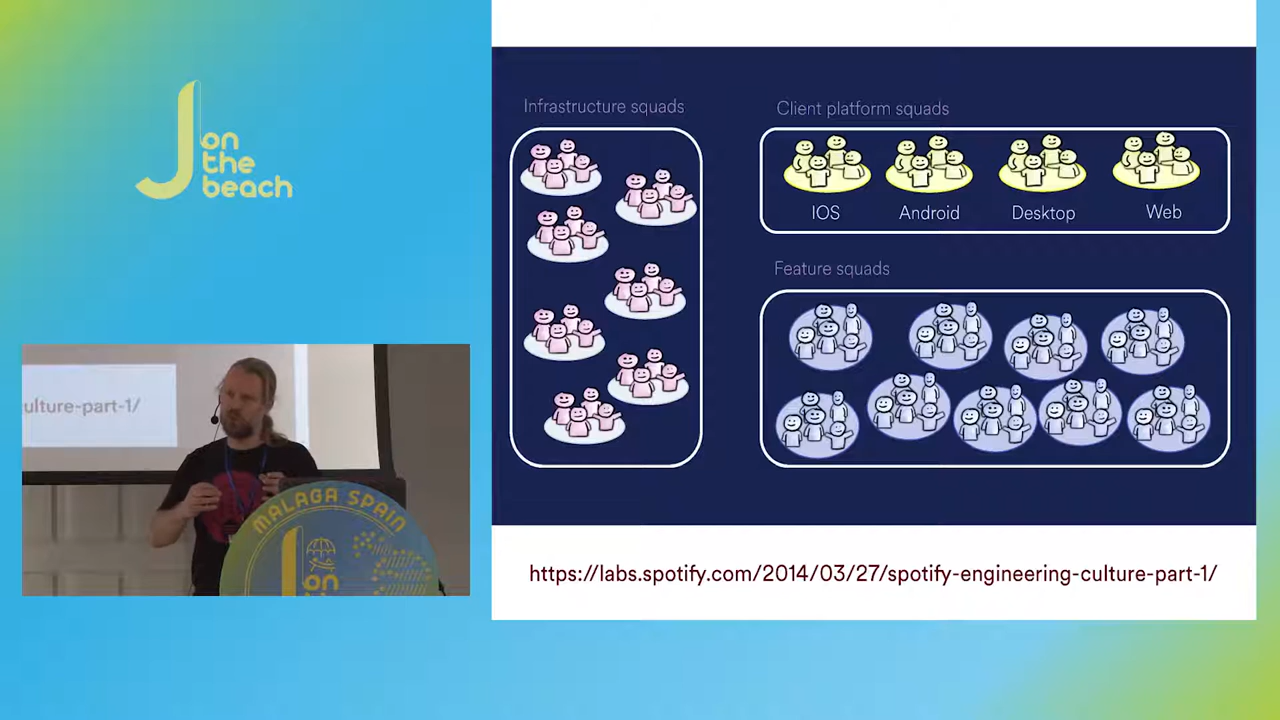 J on
the
beach
Infrastructure squads
Client platform squads
IOS
Android
Desktop
Web
Feature squads
https://labs.spotify.com/2014/03/27/spotify-engineering-culture-part-1/
ulture-part-1/
MALAGA SPAIN
J on